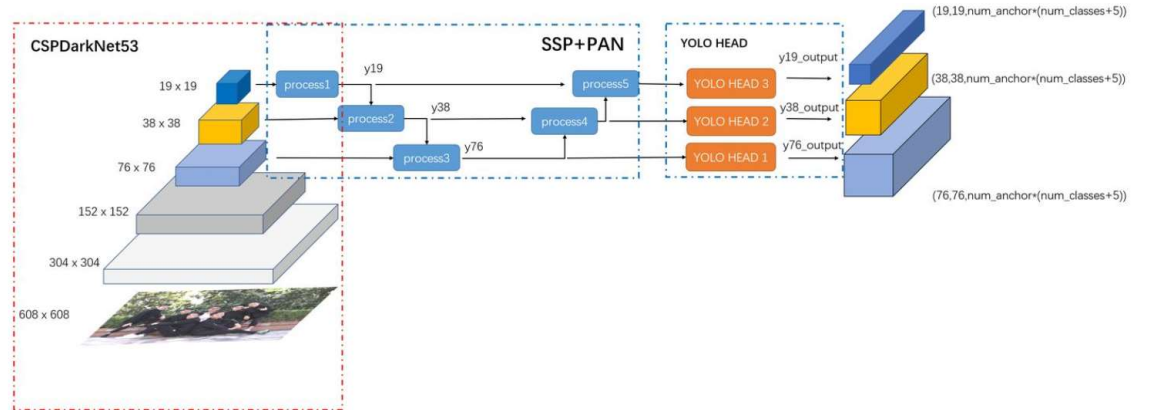 CSPDarkNet53
SSP+PAN
YOLO HEAD
19 x 19
38 x 38
76 x 76
152 x 152
304 x 304
608 x 608
process1
y19
process2
y38
process3
y76
process4
process5
YOLO HEAD 3
YOLO HEAD 2
YOLO HEAD 1
y19_output
y38_output
y76_output
(19,19,num_anchor*(num_classes+5))
(38,38,num_anchor*(num_classes+5))
(76,76,num_anchor*(num_classes+5))